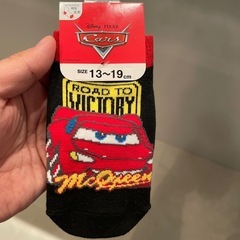 Disney · PIXAR
Cars
SIZE 13~19cm
ROAD TO
VICTORY
McQueen